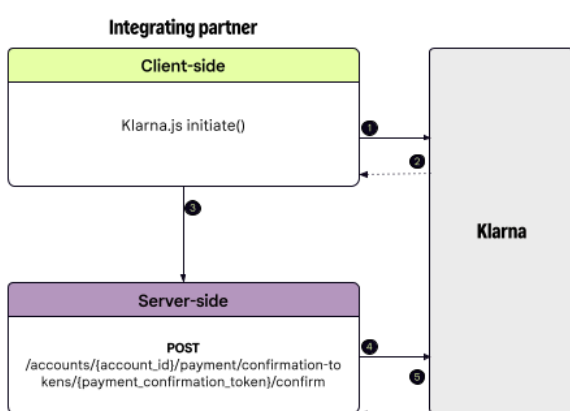 Integrating partner
Client-side
Klarna.js initiate()
1
2
3
Klarna
Server-side
POST
/accounts/{account_id}/payment/confirmation-to
kens/{payment_confirmation_token}/confirm
4
5